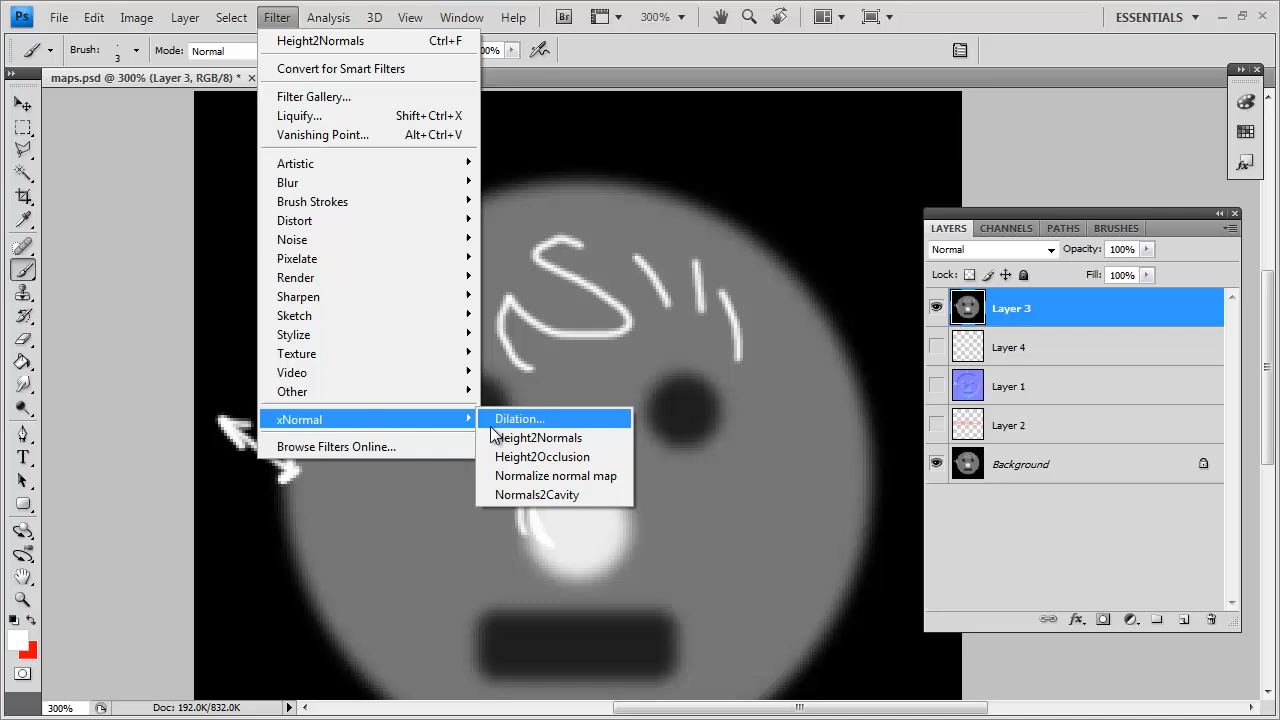 Ps File Edit Image Layer Select Filter Analysis 3D View Window Help Br 300% ESSENTIALS
Brush: 3 Mode: Normal 00%
maps.psd @ 300% (Layer 3, RGB/8) *
Height2Normals Ctrl+F
Convert for Smart Filters
Filter Gallery...
Liquify... Shift+Ctrl+X
Vanishing Point... Alt+Ctrl+V
Artistic
Blur
Brush Strokes
Distort
Noise
Pixelate
Render
Sharpen
Sketch
Stylize
Texture
Video
Other
xNormal
Browse Filters Online...
Dilation...
Height2Normals
Height2Occlusion
Normalize normal map
Normals2Cavity
LAYERS CHANNELS PATHS BRUSHES
Normal Opacity: 100%
Lock: Fill: 100%
Layer 3
Layer 4
Layer 1
Layer 2
Background
300% Doc: 192.0K/832.0K